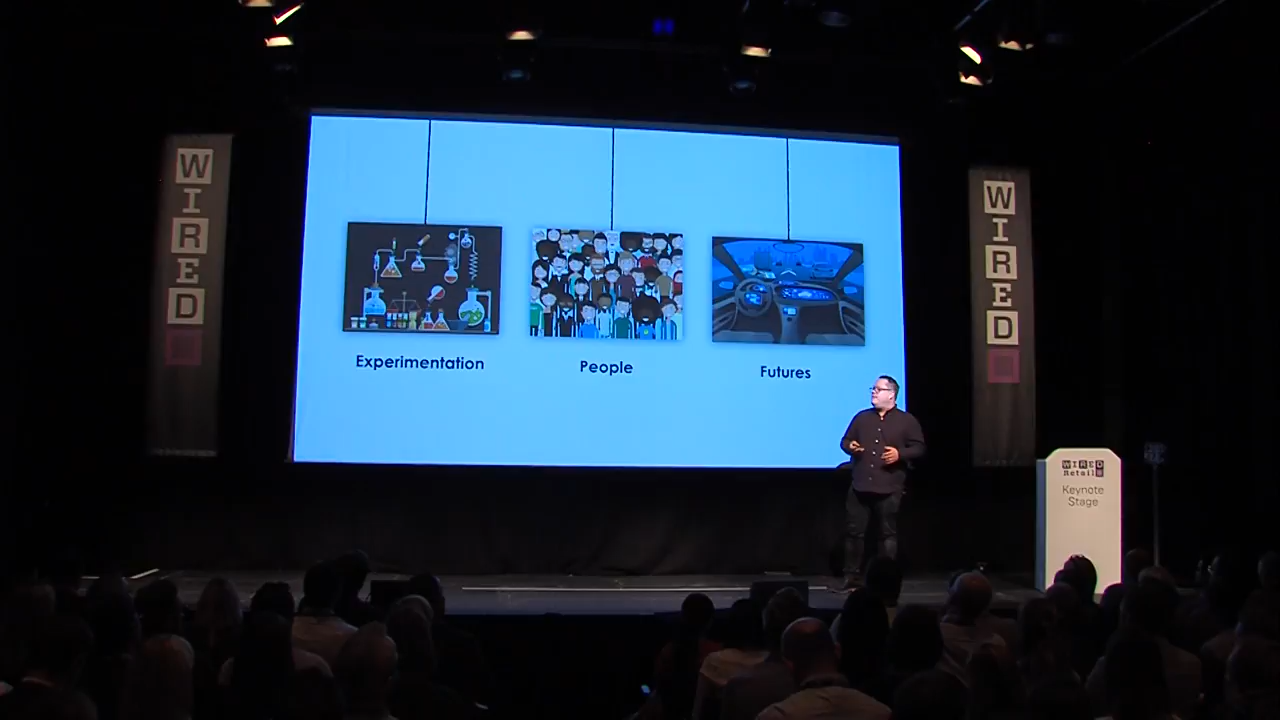 WIRED
Experimentation
People
Futures
WIRED
WIRED
Retail
Keynote
Stage